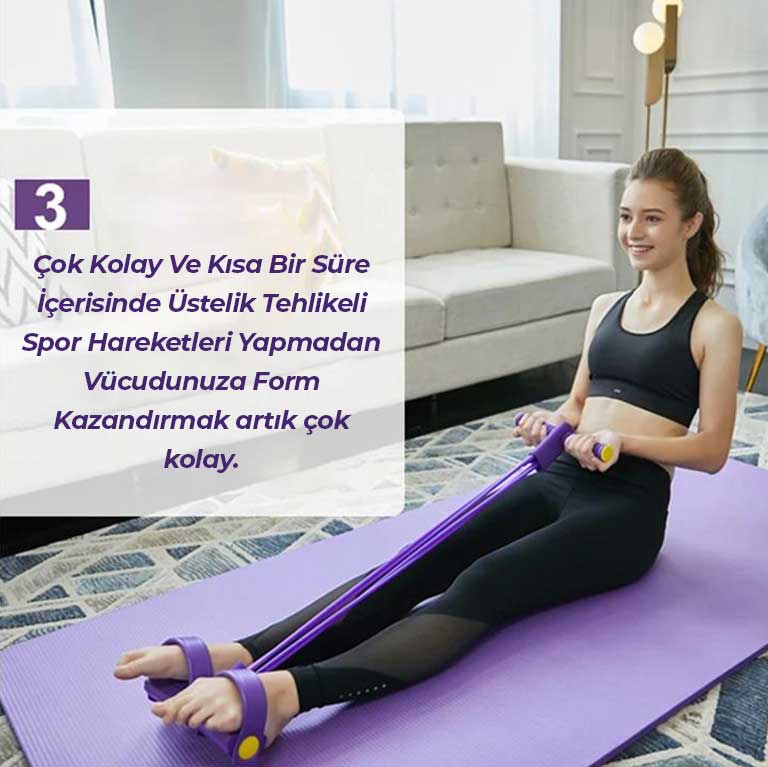 3
Çok Kolay Ve Kısa Bir Süre
İçerisinde Üstelik Tehlikeli
Spor Hareketleri Yapmadan
Vücudunuza Form
Kazandırmak artık çok
kolay.